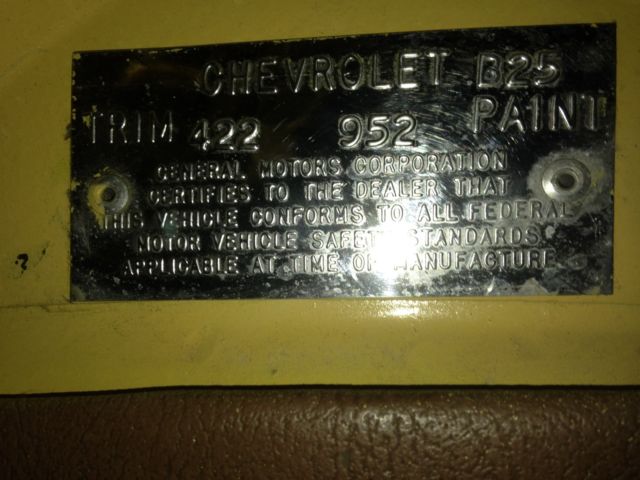 CHEVROLET B25
TRIM 422 952 PAINT
GENERAL MOTORS CORPORATION
CERTIFIES TO THE DEALER THAT
THIS VEHICLE CONFORMS TO ALL FEDERAL
MOTOR VEHICLE SAFETY STANDARDS
APPLICABLE AT TIME OF MANUFACTURE